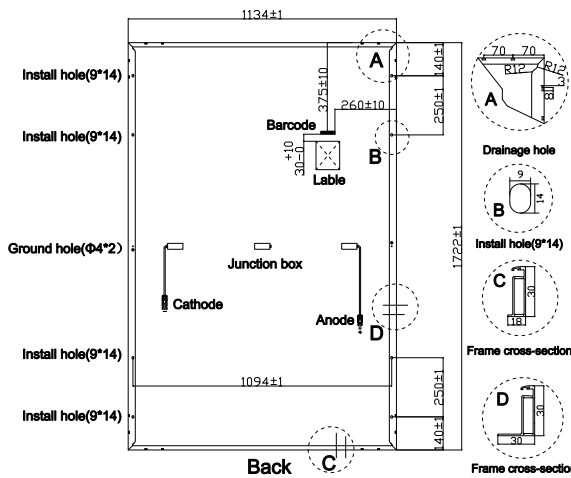 1134±1
Install hole(9*14)
Install hole(9*14)
Ground hole(Φ4*2)
Install hole(9*14)
Install hole(9*14)
375±10
260±10
Barcode
+10
30-0
Lable
Junction box
Cathode
Anode
1094±1
Back
A
B
D
C
140±1
250±1
1722±1
250±1
140±1
70 70
R12 R12
A
3
8
Drainage hole
9
B
14
Install hole(9*14)
C
30
18
Frame cross-section
D
30
30
Frame cross-section